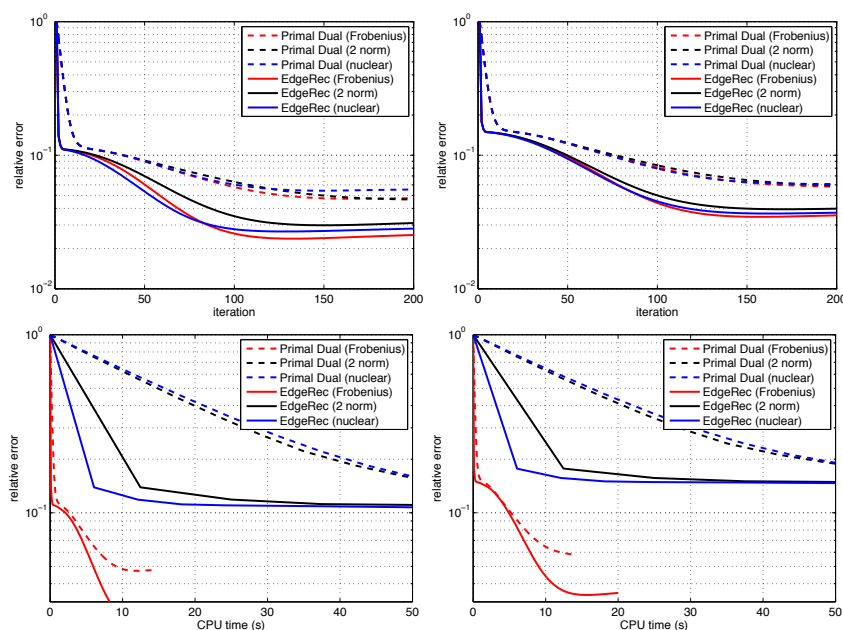 10^0
10^-1
10^-2
relative error
0 50 100 150 200
iteration
Primal Dual (Frobenius)
Primal Dual (2 norm)
Primal Dual (nuclear)
EdgeRec (Frobenius)
EdgeRec (2 norm)
EdgeRec (nuclear)
10^0
10^-1
10^-2
relative error
0 50 100 150 200
iteration
Primal Dual (Frobenius)
Primal Dual (2 norm)
Primal Dual (nuclear)
EdgeRec (Frobenius)
EdgeRec (2 norm)
EdgeRec (nuclear)
10^0
10^-1
relative error
0 10 20 30 40 50
CPU time (s)
Primal Dual (Frobenius)
Primal Dual (2 norm)
Primal Dual (nuclear)
EdgeRec (Frobenius)
EdgeRec (2 norm)
EdgeRec (nuclear)
10^0
10^-1
relative error
0 10 20 30 40 50
CPU time (s)
Primal Dual (Frobenius)
Primal Dual (2 norm)
Primal Dual (nuclear)
EdgeRec (Frobenius)
EdgeRec (2 norm)
EdgeRec (nuclear)